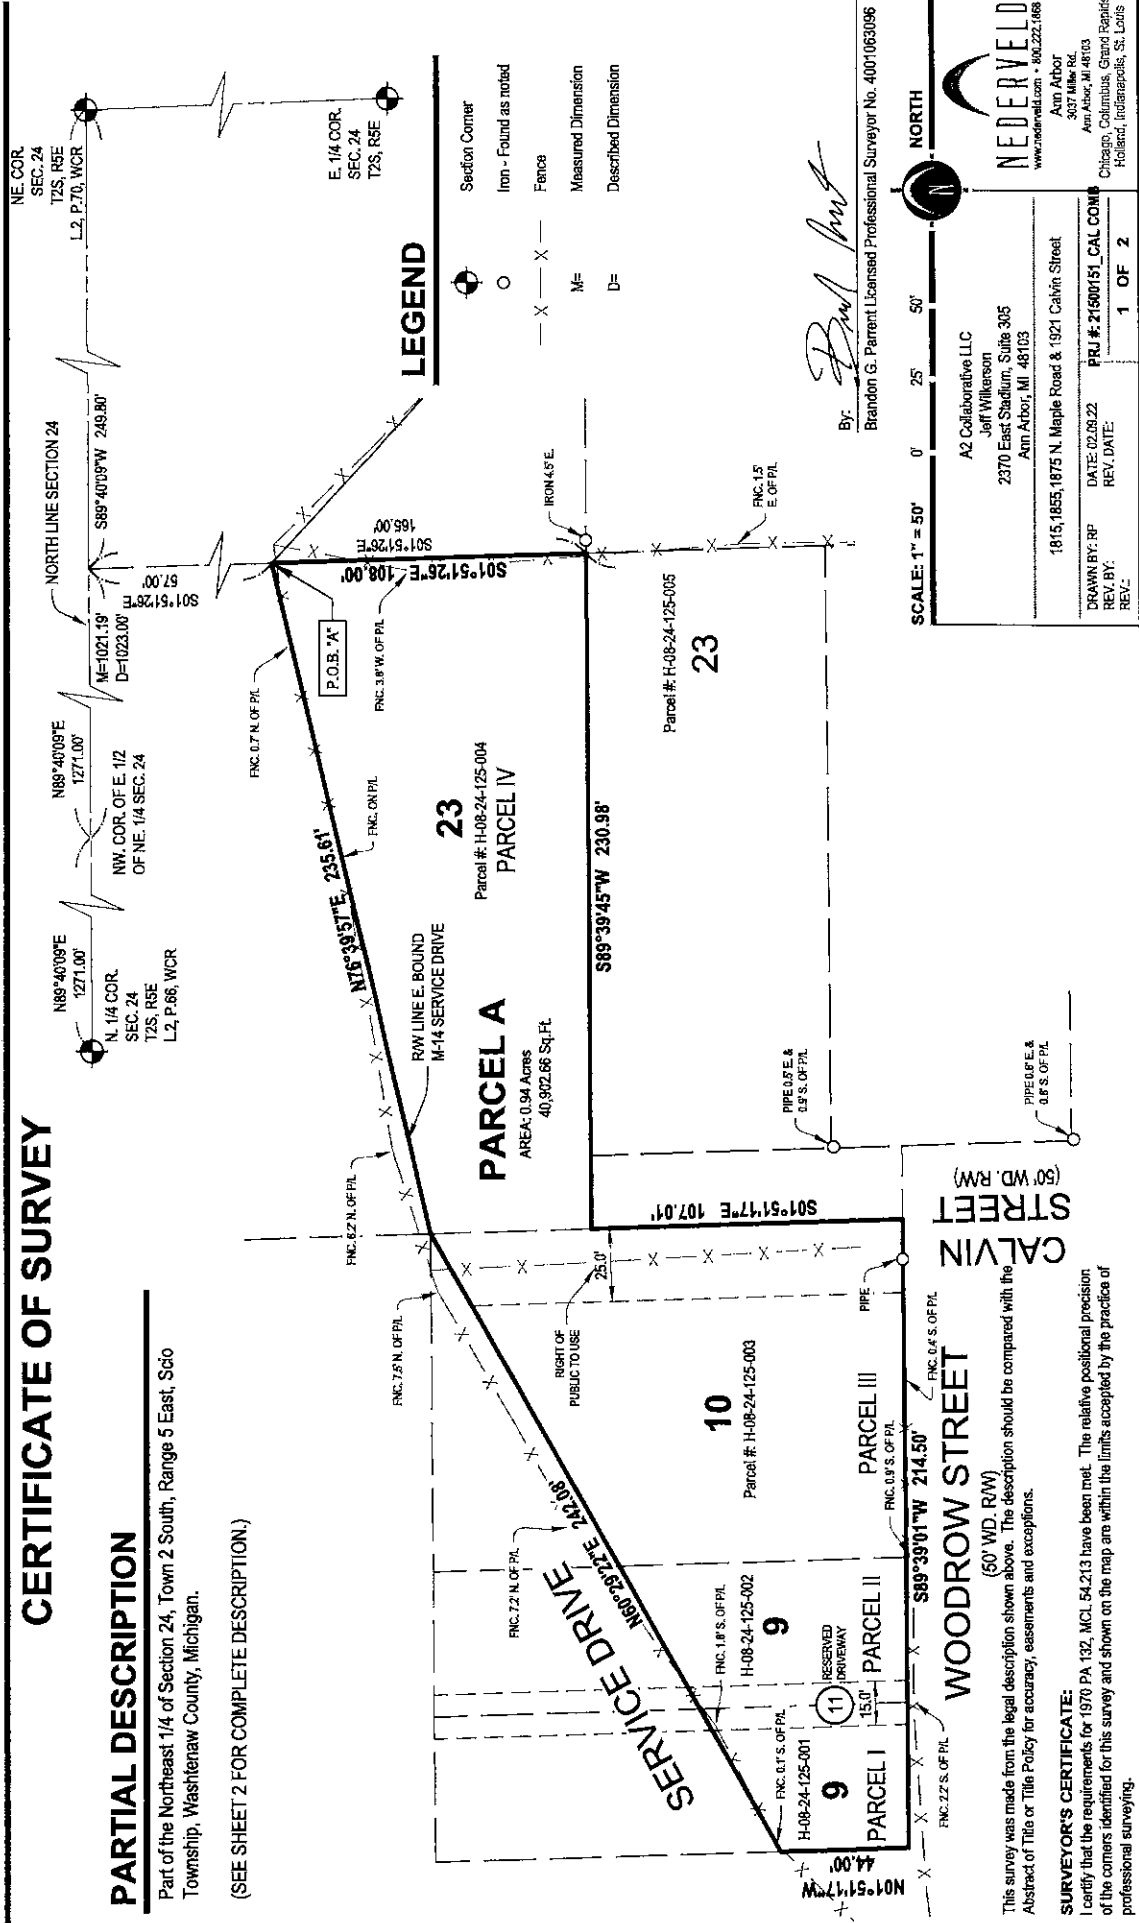 CERTIFICATE OF SURVEY
PARTIAL DESCRIPTION
Part of the Northeast 1/4 of Section 24, Town 2 South, Range 5 East, Scio
Township, Washtenaw County, Michigan.
(SEE SHEET 2 FOR COMPLETE DESCRIPTION.)
N89°40'09"E
1271.00'
N. 1/4 COR.
SEC. 24
T2S, R5E
L.2, P.66, WCR
N89°40'09"E
1271.00'
NW. COR. OF E. 1/2
OF NE. 1/4 SEC. 24
M=1021.19'
D=1023.00'
NORTH LINE SECTION 24
S01°51'26"E
57.00'
S89°40'09"W 249.80'
NE. COR.
SEC. 24
T2S, R5E
L.2, P.70, WCR
E. 1/4 COR.
SEC. 24
T2S, R5E
LEGEND
Section Corner
Iron - Found as noted
— X — X — Fence
M= Measured Dimension
D= Described Dimension
FNC. 0.7' N. OF P/L
P.O.B. "A"
S01°51'26"E
165.00'
S01°51'26"E 108.00'
FNC. 3.8' W. OF P/L
IRON 4.6' E.
FNC. 1.5'
E. OF P/L
N76°39'57"E 235.61'
FNC. ON P/L
R/W LINE E. BOUND
M-14 SERVICE DRIVE
FNC. 6.2' N. OF P/L
FNC. 7.5' N. OF P/L
23
Parcel #: H-08-24-125-004
PARCEL IV
PARCEL A
AREA: 0.94 Acres
40,902.66 Sq.Ft.
S89°39'45"W 230.98'
Parcel #: H-08-24-125-005
23
PIPE 0.5' E. &
0.9' S. OF P/L
PIPE 0.6' E. &
0.6' S. OF P/L
S01°51'17"E 107.01'
25.0'
RIGHT OF
PUBLIC TO USE
PIPE
CALVIN
STREET
(50' WD. R/W)
N60°29'22"E 242.08'
SERVICE DRIVE
FNC. 7.2' N. OF P/L
10
Parcel #: H-08-24-125-003
PARCEL III
FNC. 0.4' S. OF P/L
FNC. 0.9' S. OF P/L
FNC. 1.8' S. OF P/L
H-08-24-125-002
9
PARCEL II
11
RESERVED
DRIVEWAY
15.0'
FNC. 0.1' S. OF P/L
H-08-24-125-001
9
PARCEL I
N01°51'17"W
44.00'
FNC. 2.2' S. OF P/L
S89°39'01"W 214.50'
WOODROW STREET
(50' WD. R/W)
This survey was made from the legal description shown above. The description should be compared with the
Abstract of Title or Title Policy for accuracy, easements and exceptions.
SURVEYOR'S CERTIFICATE:
I certify that the requirements for 1970 PA 132, MCL 54.213 have been met. The relative positional precision
of the corners identified for this survey and shown on the map are within the limits accepted by the practice of
professional surveying.
By:
Brandon G. Parrent Licensed Professional Surveyor No. 4001063096
SCALE: 1" = 50'
0' 25' 50'
N
NORTH
A2 Collaborative LLC
Jeff Wilkerson
2370 East Stadium, Suite 305
Ann Arbor, MI 48103
1815,1855,1875 N. Maple Road & 1921 Calvin Street
DRAWN BY: RP DATE: 02.09.22 PRJ #: 21500151_CAL COMB
REV. BY: REV. DATE:
REV.:
1 OF 2
NEDERVELD
www.nederveld.com • 800.222.1868
Ann Arbor
3037 Miller Rd.
Ann Arbor, MI 48103
Chicago, Columbus, Grand Rapids
Holland, Indianapolis, St. Louis